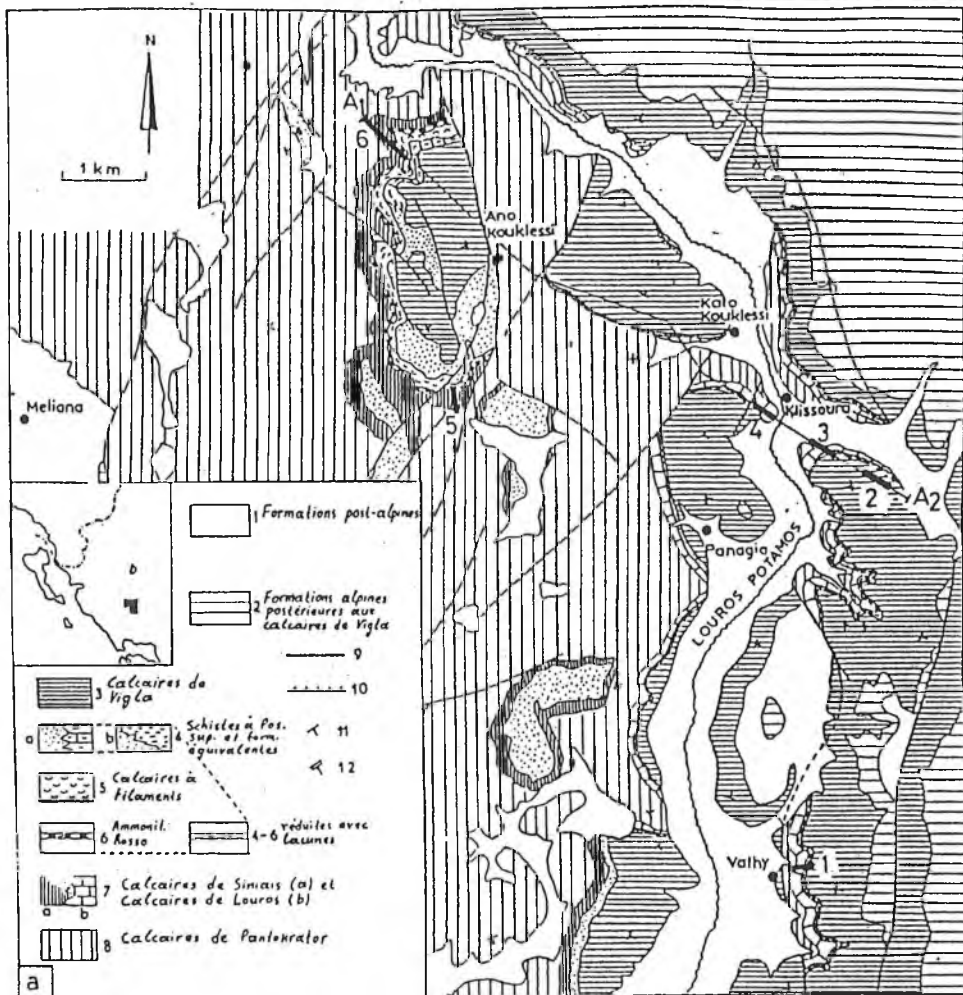 N
1 km
A1
6
Ano
Kouklessi
Kato
Kouklessi
Meliana
5
Klissoura
4
3
2
A2
Panagia
LOUROS POTAMOS
Vathy
1
b
1 Formations post-alpines
2 Formations alpines
postérieures aux
calcaires de Vigla
9
10
11
12
3 Calcaires de
Vigla
a b 4 Schistes à Pos.
sup. et form.
équivalentes
5 Calcaires à
Filaments
6 Ammonit.
Rosso
4-6 réduites avec
Lacunes
7 Calcaires de Siniais (a) et
Calcaires de Louros (b)
a b
8 Calcaires de Pantokrator
a